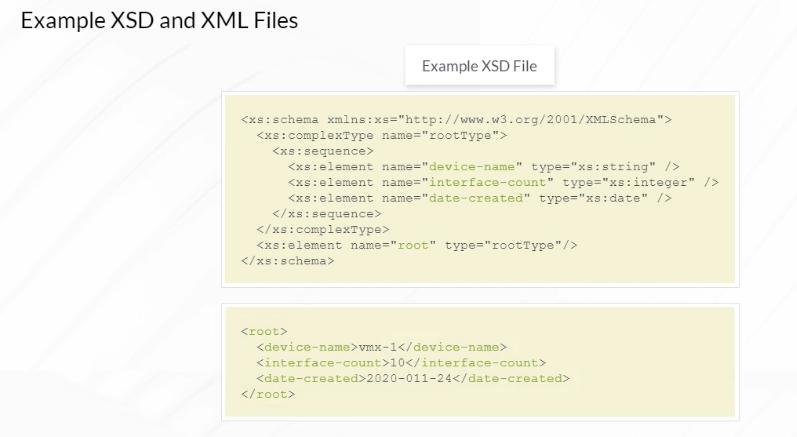 Example XSD and XML Files
Example XSD File
<xs:schema xmlns:xs="http://www.w3.org/2001/XMLSchema">
  <xs:complexType name="rootType">
    <xs:sequence>
      <xs:element name="device-name" type="xs:string" />
      <xs:element name="interface-count" type="xs:integer" />
      <xs:element name="date-created" type="xs:date" />
    </xs:sequence>
  </xs:complexType>
  <xs:element name="root" type="rootType"/>
</xs:schema>
<root>
  <device-name>vmx-1</device-name>
  <interface-count>10</interface-count>
  <date-created>2020-011-24</date-created>
</root>